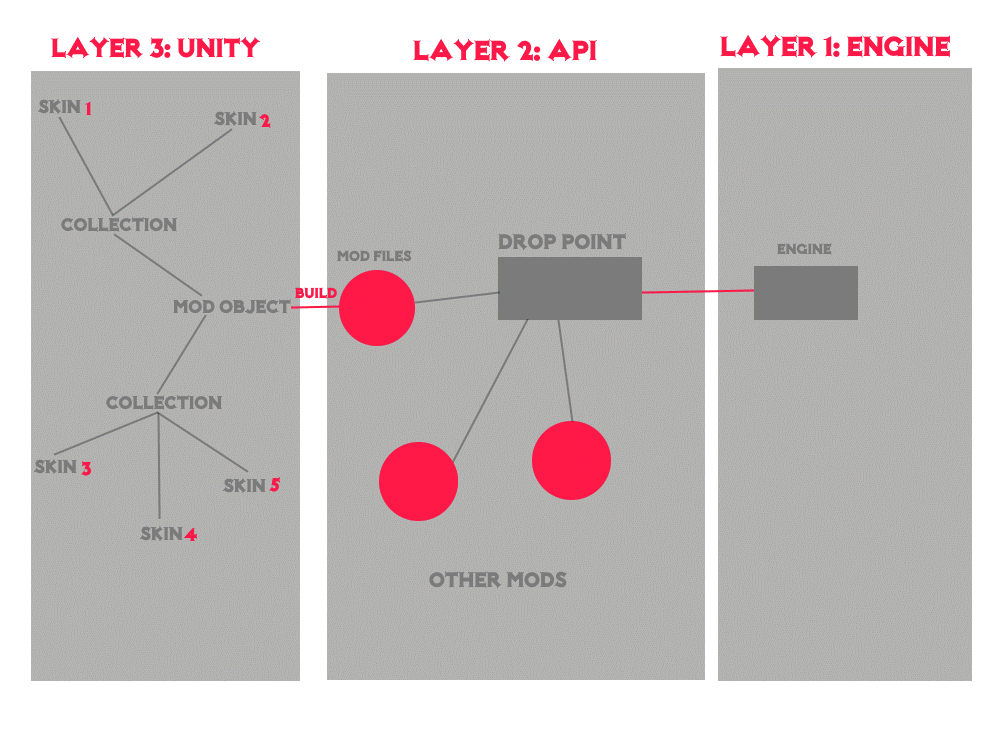 LAYER 3: UNITY
LAYER 2: API
LAYER 1: ENGINE
SKIN 1
SKIN 2
COLLECTION
MOD OBJECT
COLLECTION
SKIN 3
SKIN 5
SKIN 4
BUILD
MOD FILES
DROP POINT
OTHER MODS
ENGINE